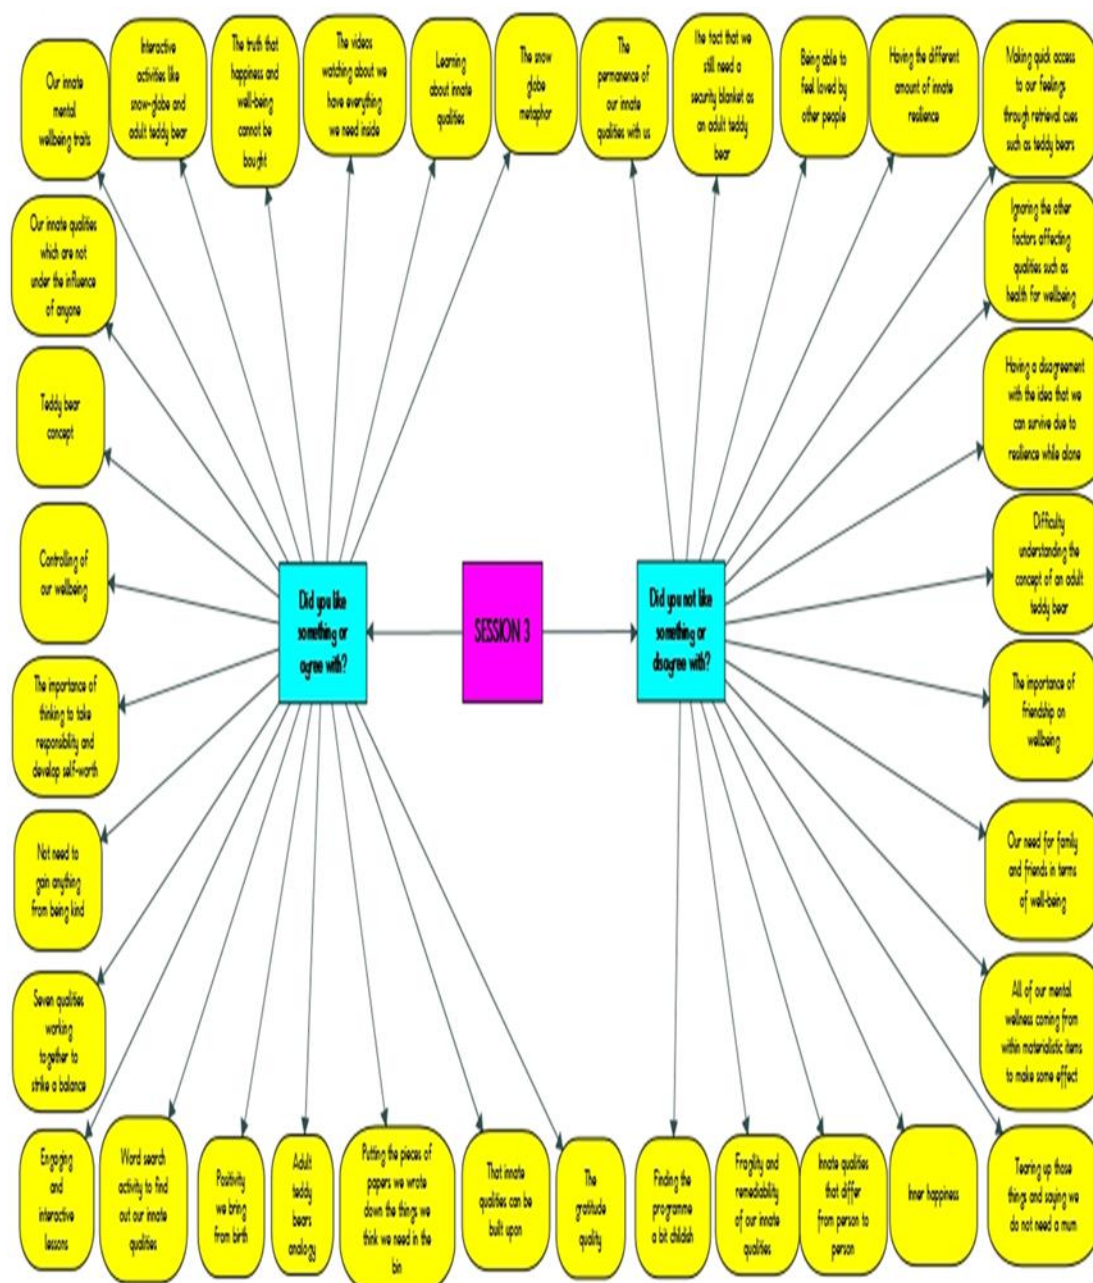 Our innate
mental
wellbeing traits
Interactive
activities like
snow-globe and
adult teddy bear
The truth that
happiness and
well-being
cannot be
bought
The videos
watching about we
have everything
we need inside
Learning
about innate
qualities
The snow
globe
metaphor
The
permanence of
our innate
qualities with us
The fact that we
still need a
security blanket as
an adult teddy
bear
Being able to
feel loved by
other people
Having the different
amount of innate
resilience
Making quick access
to our feelings
through retrieval cues
such as teddy bears
Our innate qualities
which are not
under the influence
of anyone
Ignoring the other
factors affecting
qualities such as
health for wellbeing
Teddy bear
concept
Having a disagreement
with the idea that we
can survive due to
resilience while alone
Controlling of
our wellbeing
Did you like
something or
agree with?
SESSION 3
Did you not like
something or
disagree with?
Difficulty
understanding the
concept of an adult
teddy bear
The importance of
thinking to take
responsibility and
develop self-worth
The importance of
friendship on
wellbeing
Not need to
gain anything
from being kind
Our need for family
and friends in terms
of well-being
Seven qualities
working
together to
strike a balance
All of our mental
wellness coming from
within materialistic items
to make some effect
Engaging
and
interactive
lessons
Word search
activity to find
out our innate
qualities
Positivity
we bring
from birth
Adult
teddy
bears
analogy
Putting the pieces of
papers we wrote
down the things we
think we need in the
bin
That innate
qualities can be
built upon
The
gratitude
quality
Finding the
programme
a bit childish
Fragility and
remediability
of our innate
qualities
Innate qualities
that differ
from person to
person
Inner happiness
Tearing up those
things and saying we
do not need a mum